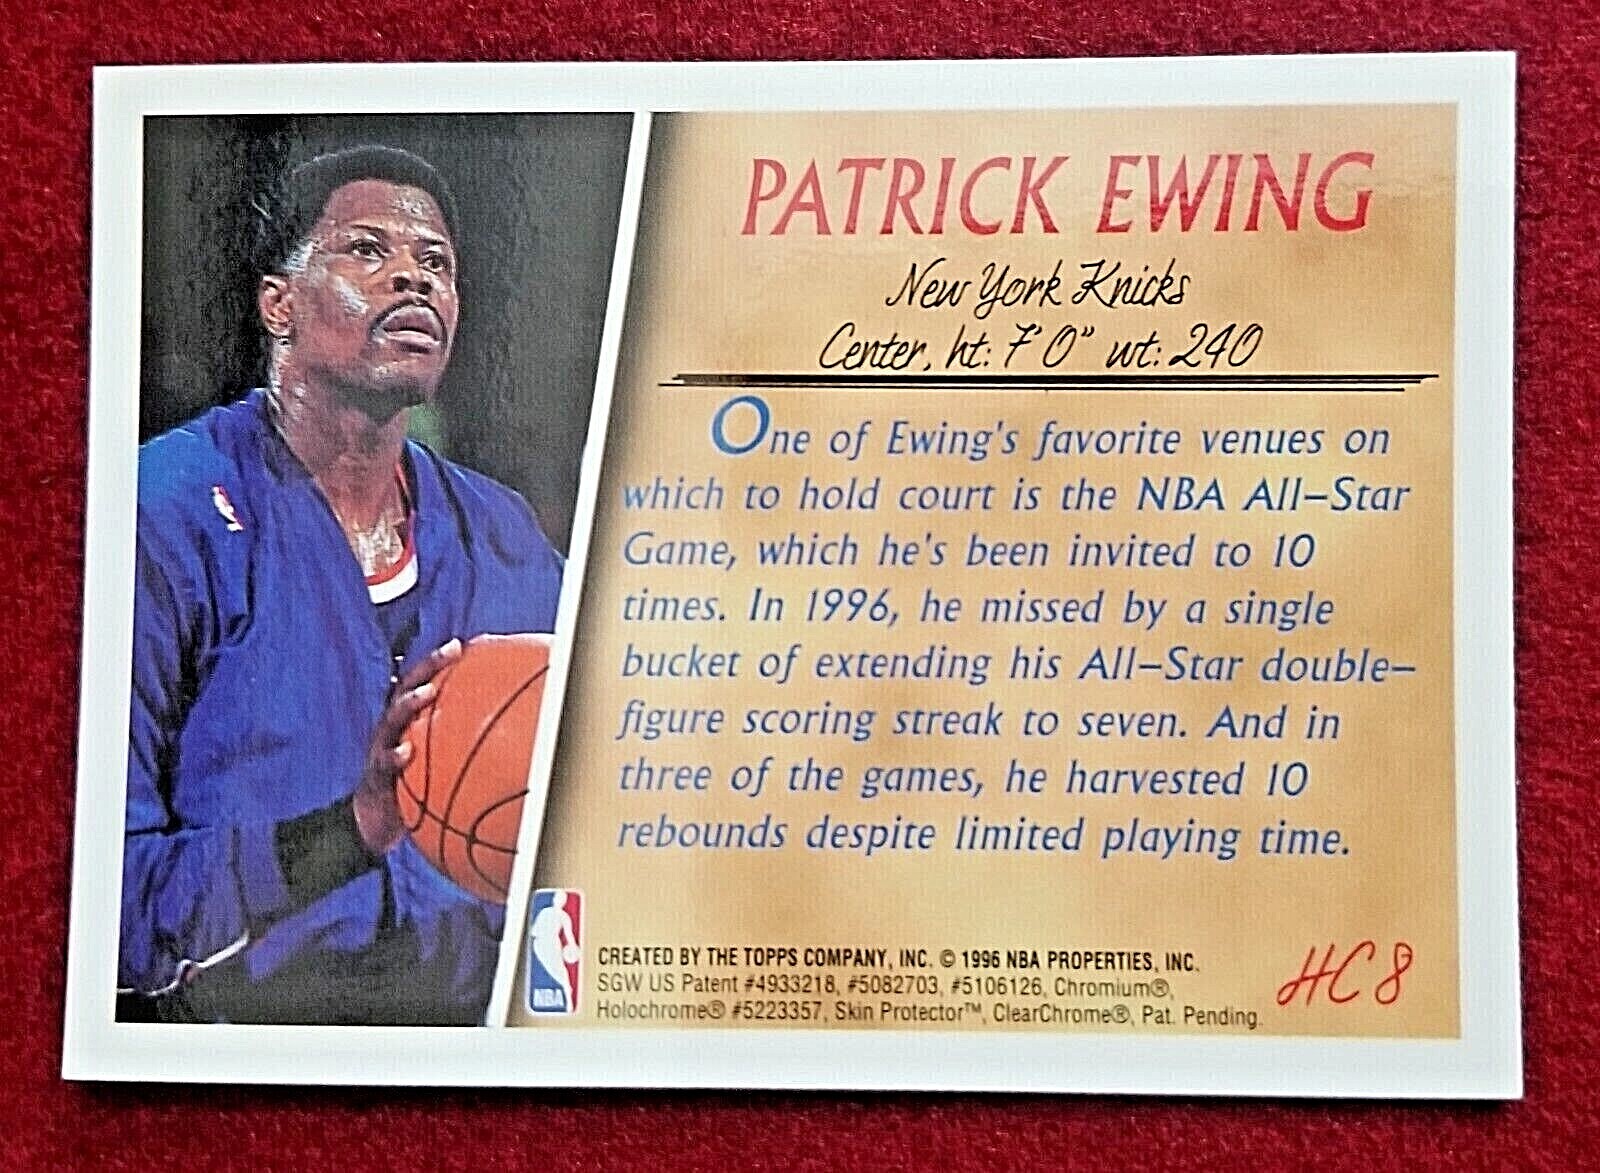 PATRICK EWING
New York Knicks
Center, ht: 7'0" wt: 240
One of Ewing's favorite venues on
which to hold court is the NBA All–Star
Game, which he's been invited to 10
times. In 1996, he missed by a single
bucket of extending his All–Star double–
figure scoring streak to seven. And in
three of the games, he harvested 10
rebounds despite limited playing time.
NBA
CREATED BY THE TOPPS COMPANY, INC. © 1996 NBA PROPERTIES, INC.
SGW US Patent #4933218, #5082703, #5106126, Chromium®,
Holochrome® #5223357, Skin Protector™, ClearChrome®, Pat. Pending.
HC8